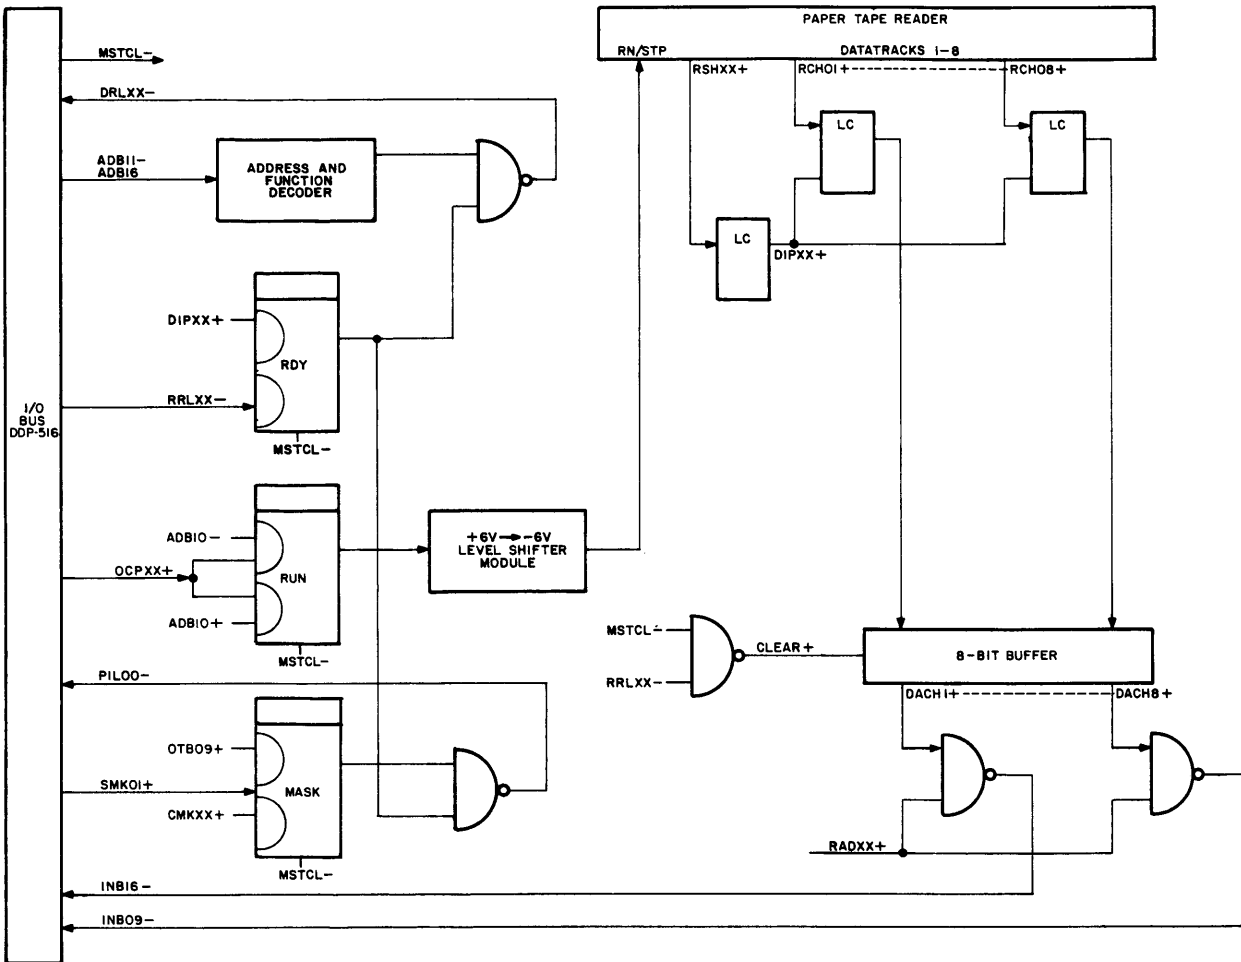 PAPER TAPE READER
RN/STP
DATATRACKS 1-8
MSTCL-
RSHXX+
RCH01+
RCH08+
DRLXX-
LC
LC
ADB11-
ADB16
ADDRESS AND
FUNCTION
DECODER
LC
DIPXX+
DIPXX+
RDY
RRLXX-
I/O
BUS
DDP-516
MSTCL-
ADB10-
+6V→-6V
LEVEL SHIFTER
MODULE
OCPXX+
RUN
ADB10+
MSTCL-
MSTCL-
CLEAR+
8-BIT BUFFER
RRLXX-
PIL00-
DACH1+
DACH8+
OTB09+
SMK01+
MASK
CMKXX+
MSTCL-
RADXX+
INB16-
INB09-